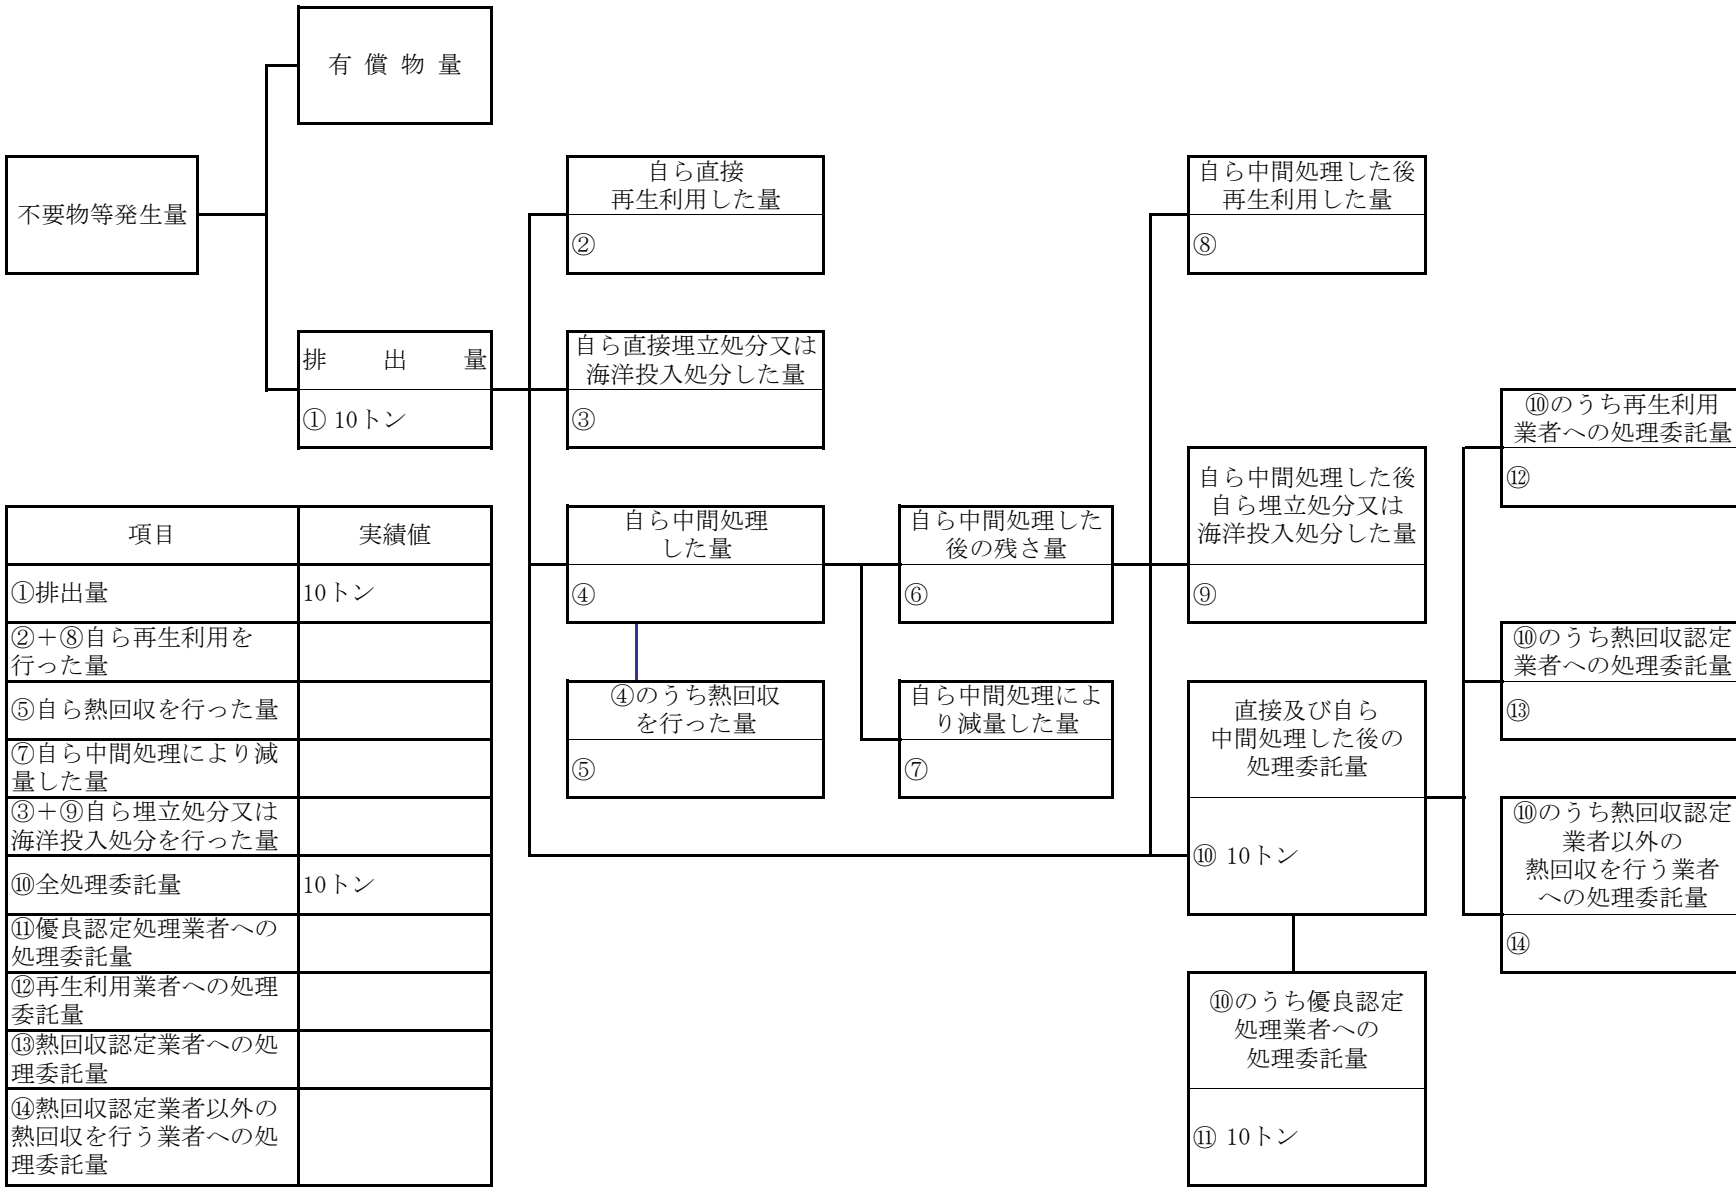 有償物量
不要物等発生量
自ら直接
再生利用した量
②
自ら中間処理した後
再生利用した量
⑧
排出量
① 10トン
自ら直接埋立処分又は
海洋投入処分した量
③
⑩のうち再生利用
業者への処理委託量
⑫
自ら中間処理した後
自ら埋立処分又は
海洋投入処分した量
⑨
自ら中間処理
した量
④
自ら中間処理した
後の残さ量
⑥
⑩のうち熱回収認定
業者への処理委託量
⑬
④のうち熱回収
を行った量
⑤
自ら中間処理によ
り減量した量
⑦
直接及び自ら
中間処理した後の
処理委託量
⑩ 10トン
⑩のうち熱回収認定
業者以外の
熱回収を行う業者
への処理委託量
⑭
⑩のうち優良認定
処理業者への
処理委託量
⑪ 10トン
項目 実績値
①排出量 10トン
②＋⑧自ら再生利用を
行った量
⑤自ら熱回収を行った量
⑦自ら中間処理により減
量した量
③＋⑨自ら埋立処分又は
海洋投入処分を行った量
⑩全処理委託量 10トン
⑪優良認定処理業者への
処理委託量
⑫再生利用業者への処理
委託量
⑬熱回収認定業者への処
理委託量
⑭熱回収認定業者以外の
熱回収を行う業者への処
理委託量